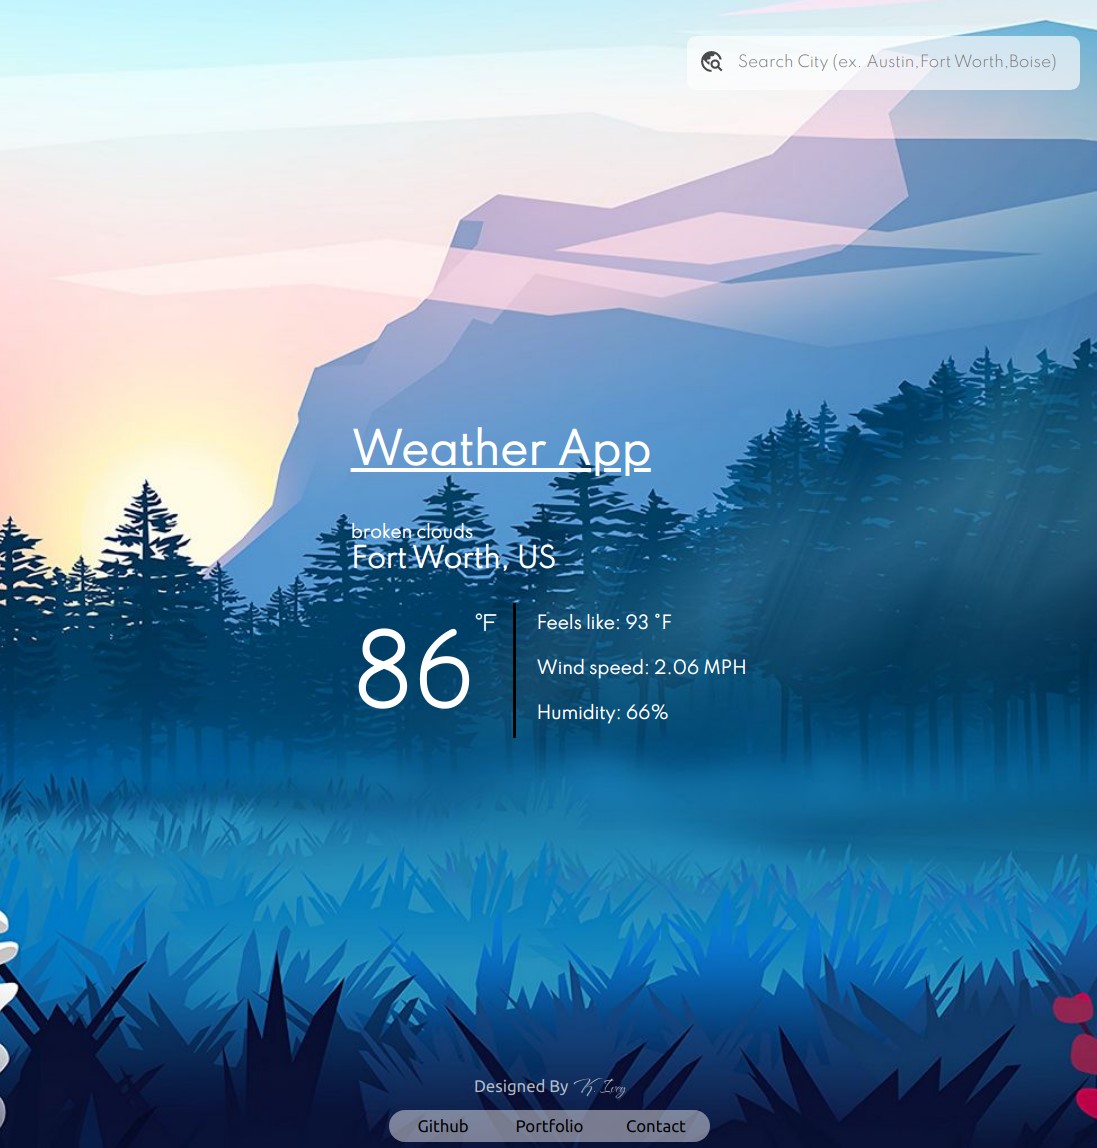 Search City (ex. Austin,Fort Worth,Boise)
Weather App
broken clouds
Fort Worth, US
86 °F
Feels like: 93 °F
Wind speed: 2.06 MPH
Humidity: 66%
Designed By K. Ivey
Github Portfolio Contact